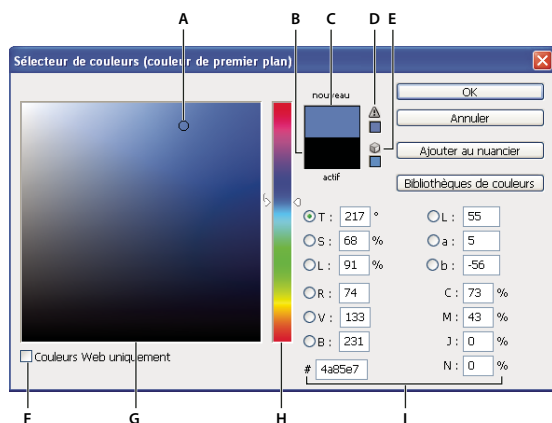 A
B C D E
Sélecteur de couleurs (couleur de premier plan)
nouveau
actif
OK
Annuler
Ajouter au nuancier
Bibliothèques de couleurs
T : 217 °
S : 68 %
L : 91 %
R : 74
V : 133
B : 231
# 4a85e7
L : 55
a : 5
b : -56
C : 73 %
M : 43 %
J : 0 %
N : 0 %
Couleurs Web uniquement
F G H I